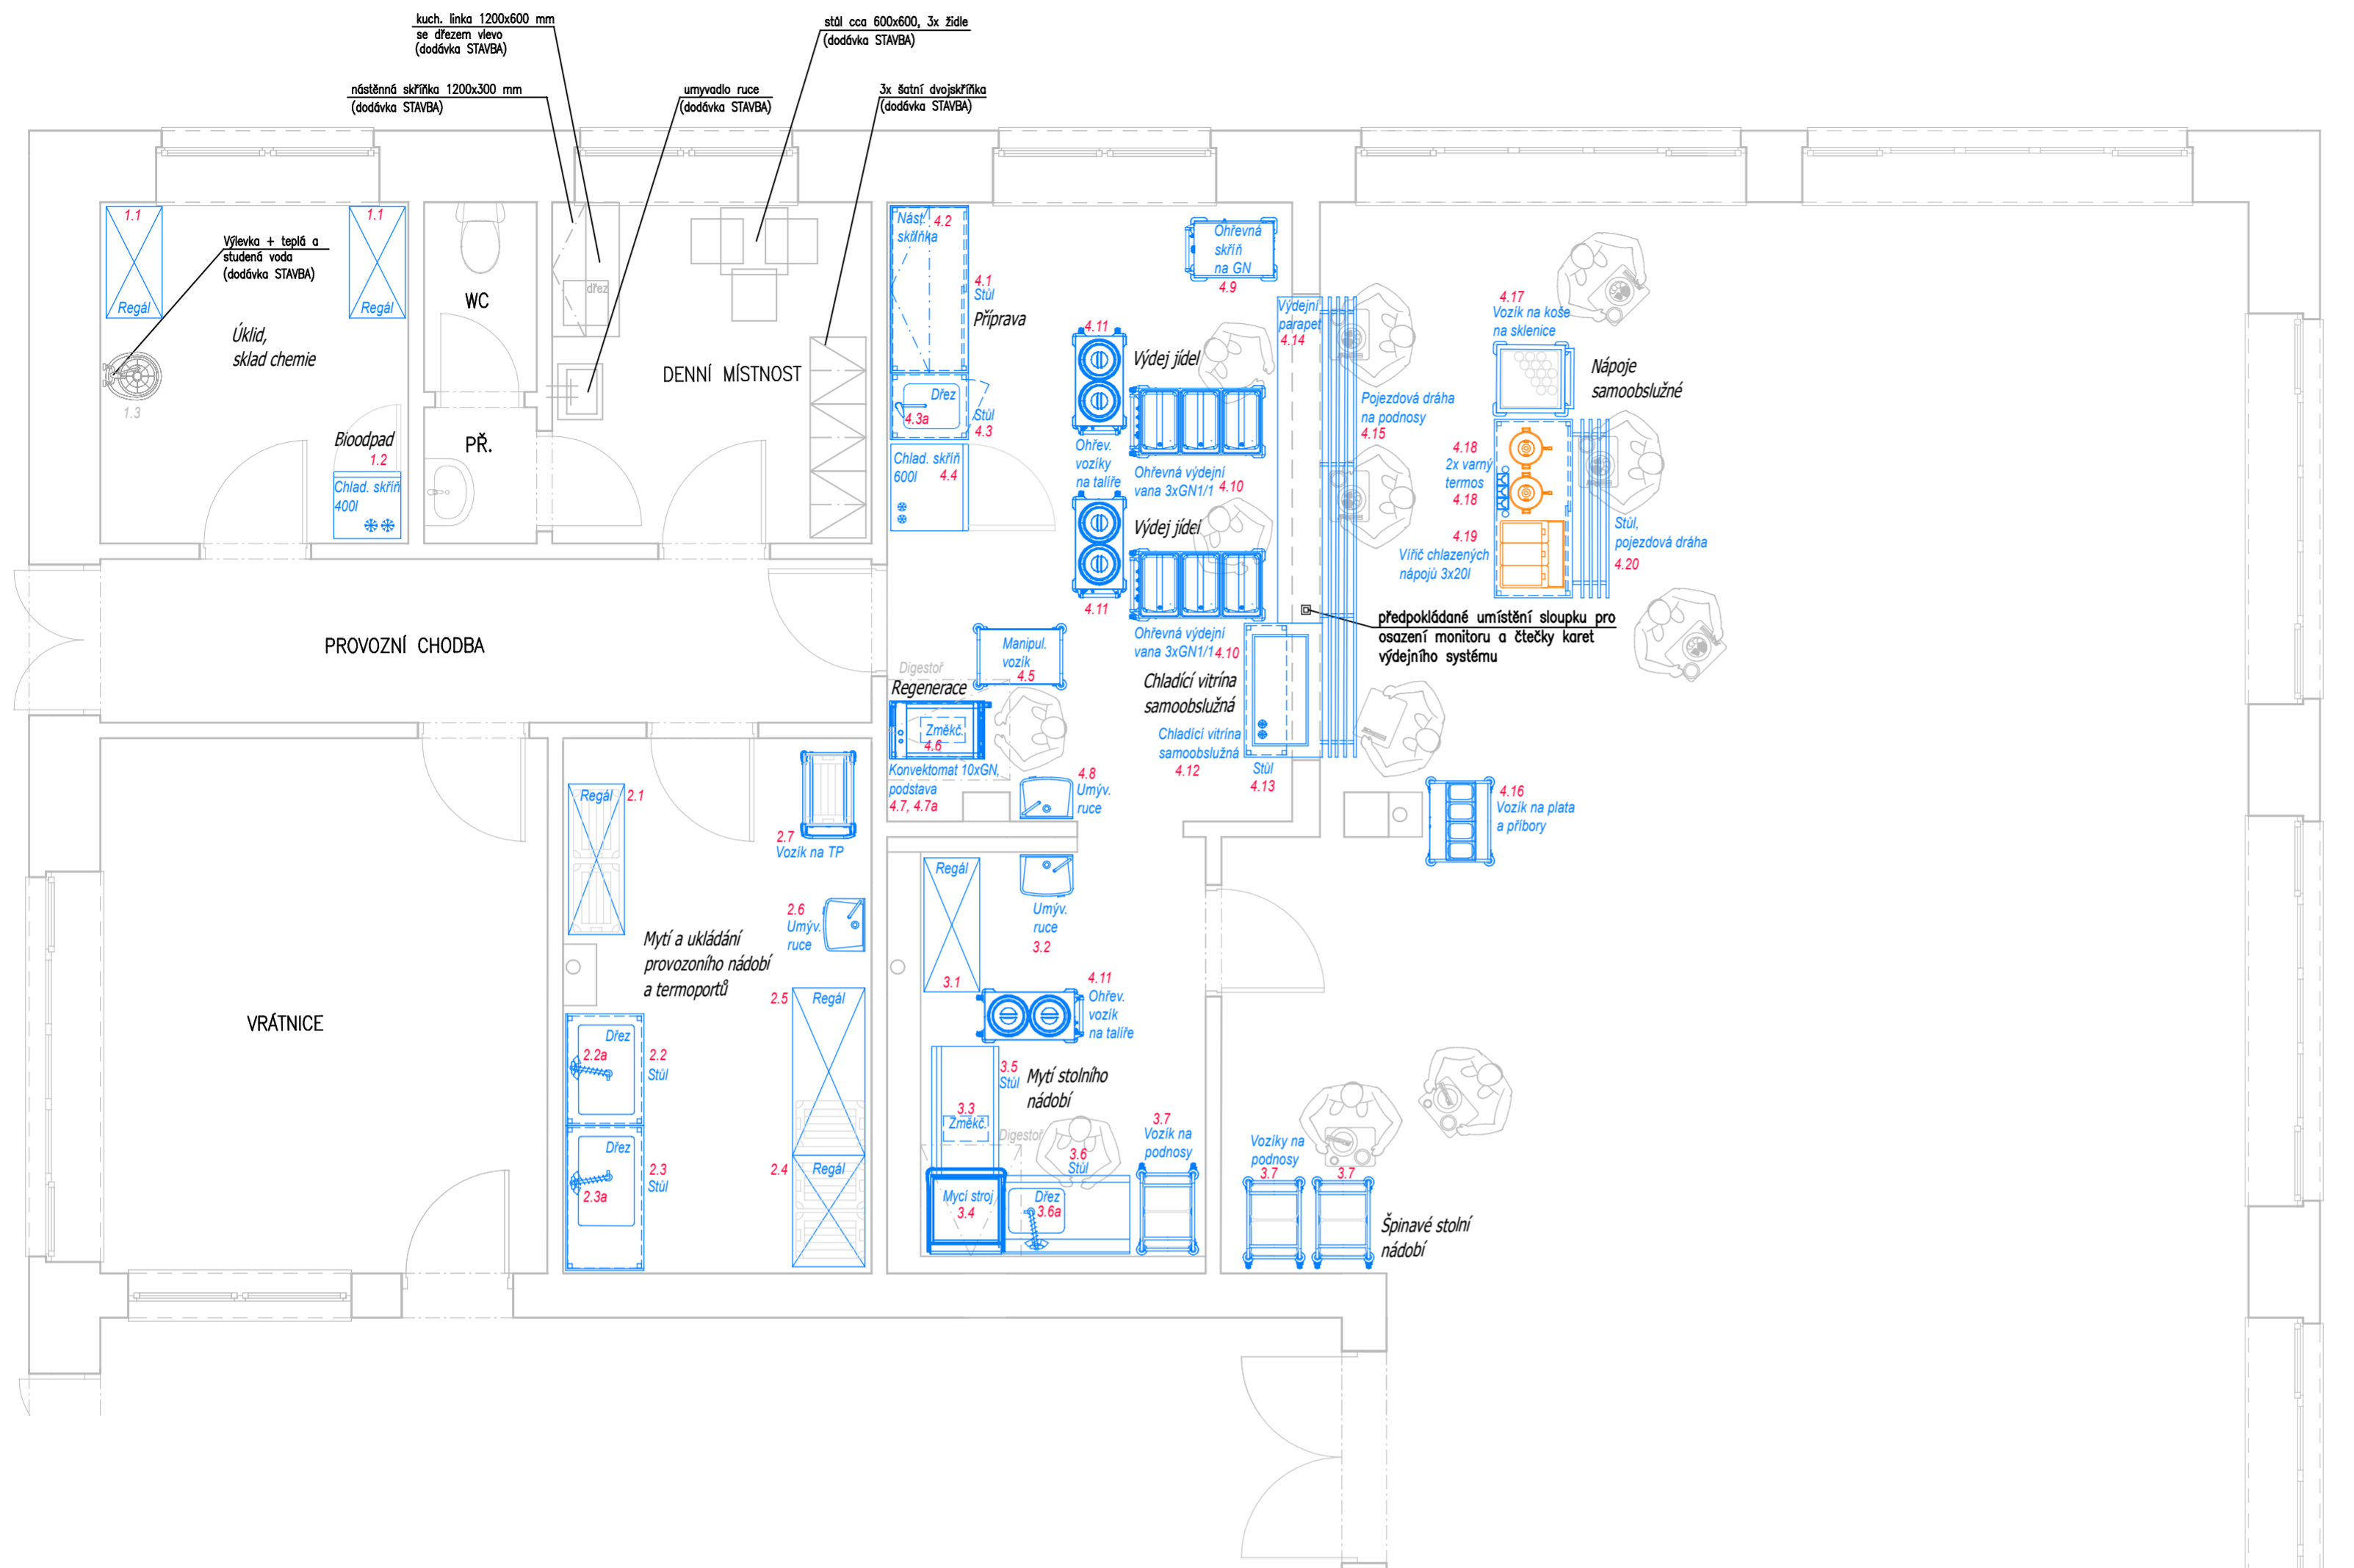 kuch. linka 1200x600 mm
se dřezem vlevo
(dodávka STAVBA)
stůl cca 600x600, 3x židle
(dodávka STAVBA)
nástěnná skříňka 1200x300 mm
(dodávka STAVBA)
umyvadlo ruce
(dodávka STAVBA)
3x šatní dvojskříňka
(dodávka STAVBA)
1.1
Regál
1.1
Regál
Výlevka + teplá a
studená voda
(dodávka STAVBA)
Úklid,
sklad chemie
1.3
Bioodpad
1.2
Chlad. skříň
400l
WC
PŘ.
dřez
DENNÍ MÍSTNOST
Nást.
skříňka
4.2
4.1
Stůl
Příprava
Dřez
4.3a
Stůl
4.3
Chlad. skříň
600l
4.4
Ohřevná
skříň
na GN
4.9
4.11
Ohřev.
vozíky
na talíře
4.11
Výdej jídel
Ohřevná výdejní
vana 3xGN1/1
4.10
Výdej jídel
Ohřevná výdejní
vana 3xGN1/1
4.10
Výdejní
parapet
4.14
Pojezdová dráha
na podnosy
4.15
4.17
Vozík na koše
na sklenice
Nápoje
samoobslužné
4.18
2x varný
termos
4.18
4.19
Vířič chlazených
nápojů 3x20l
Stůl,
pojezdová dráha
4.20
předpokládané umístění sloupku pro
osazení monitoru a čtečky karet
výdejního systému
PROVOZNÍ CHODBA
Manipul.
vozík
4.5
Digestoř
Regenerace
Změkč.
4.6
Konvektomat 10xGN,
podstava
4.7, 4.7a
4.8
Umýv.
ruce
Chladící vitrína
samoobslužná
Chladící vitrína
samoobslužná
4.12
Stůl
4.13
4.16
Vozík na plata
a příbory
VRÁTNICE
Regál
2.1
2.7
Vozík na TP
2.6
Umýv.
ruce
Mytí a ukládání
provozoního nádobí
a termoportů
2.5
Regál
Dřez
2.2a
2.2
Stůl
Dřez
2.3a
2.3
Stůl
2.4
Regál
Regál
3.1
Umýv.
ruce
3.2
4.11
Ohřev.
vozík
na talíře
3.5
Stůl
Mytí stolního
nádobí
3.3
Změkč.
Digestoř
3.6
Stůl
3.7
Vozík na
podnosy
Mycí stroj
3.4
Dřez
3.6a
Vozíky na
podnosy
3.7
3.7
Špinavé stolní
nádobí